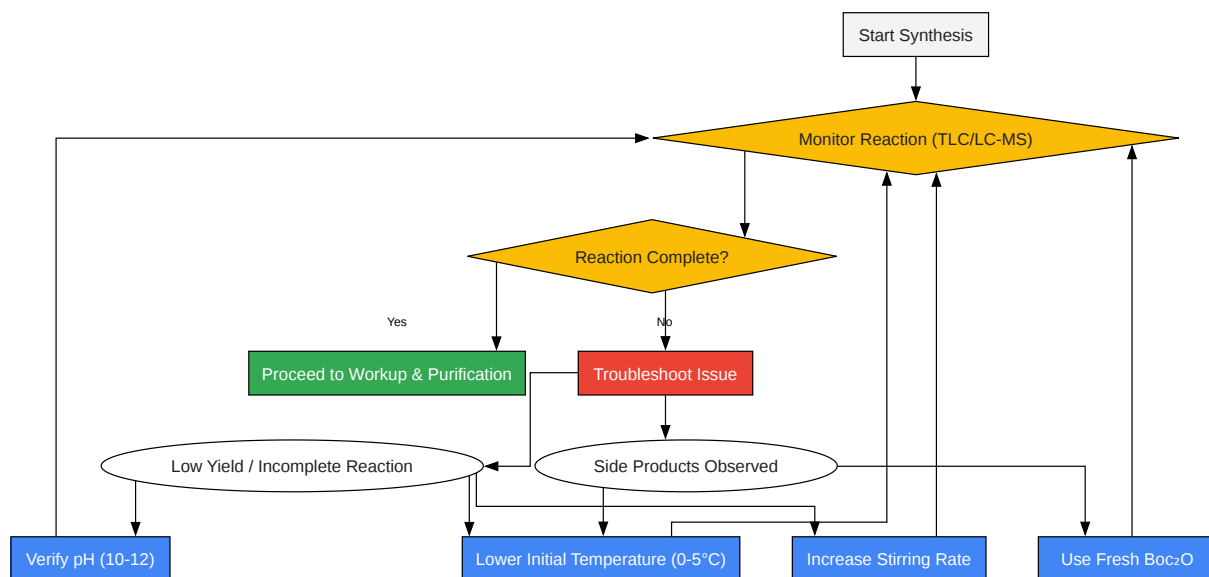 Start Synthesis
Monitor Reaction (TLC/LC-MS)
Reaction Complete?
Yes
No
Proceed to Workup & Purification
Troubleshoot Issue
Low Yield / Incomplete Reaction
Side Products Observed
Verify pH (10-12)
Lower Initial Temperature (0-5°C)
Increase Stirring Rate
Use Fresh Boc₂O